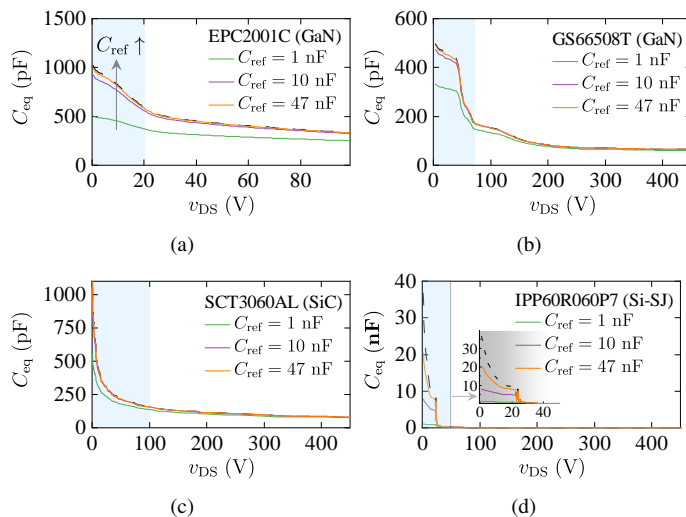 EPC2001C (GaN)
C_ref ↑
C_ref = 1 nF
C_ref = 10 nF
C_ref = 47 nF
1500
1000
500
0
C_eq (pF)
0 20 40 60 80
v_DS (V)
(a)
GS66508T (GaN)
C_ref = 1 nF
C_ref = 10 nF
C_ref = 47 nF
600
400
200
0
C_eq (pF)
0 100 200 300 400
v_DS (V)
(b)
SCT3060AL (SiC)
C_ref = 1 nF
C_ref = 10 nF
C_ref = 47 nF
1000
750
500
250
0
C_eq (pF)
0 100 200 300 400
v_DS (V)
(c)
IPP60R060P7 (Si-SJ)
C_ref = 1 nF
C_ref = 10 nF
C_ref = 47 nF
40
30
20
10
0
C_eq (nF)
30
20
10
0
0 20 40
0 100 200 300 400
v_DS (V)
(d)